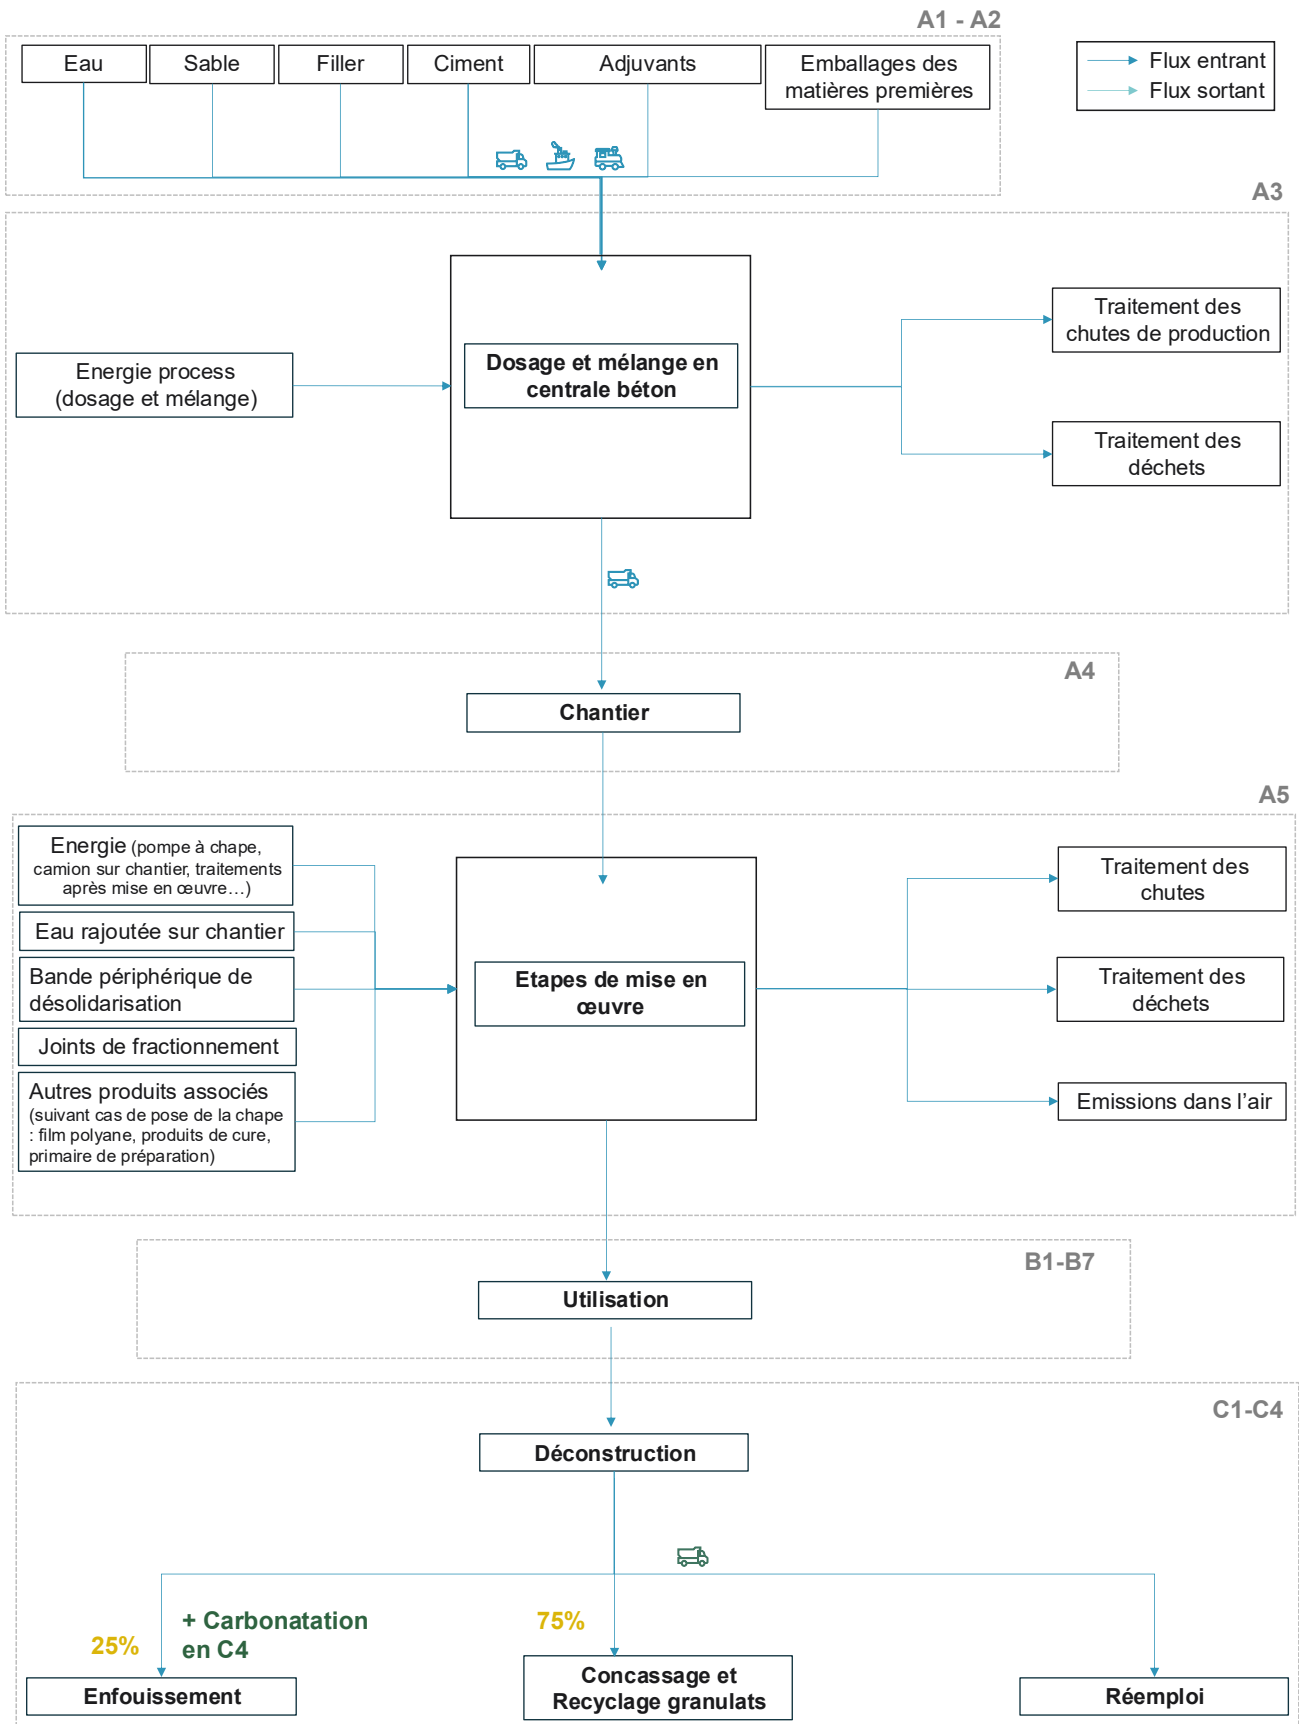 A1 - A2
Eau
Sable
Filler
Ciment
Adjuvants
Emballages des
matières premières
Flux entrant
Flux sortant
A3
Energie process
(dosage et mélange)
Dosage et mélange en
centrale béton
Traitement des
chutes de production
Traitement des
déchets
A4
Chantier
A5
Energie (pompe à chape,
camion sur chantier, traitements
après mise en œuvre…)
Eau rajoutée sur chantier
Bande périphérique de
désolidarisation
Joints de fractionnement
Autres produits associés
(suivant cas de pose de la chape
: film polyane, produits de cure,
primaire de préparation)
Etapes de mise en
œuvre
Traitement des
chutes
Traitement des
déchets
Emissions dans l’air
B1-B7
Utilisation
C1-C4
Déconstruction
25%
+ Carbonatation
en C4
75%
Enfouissement
Concassage et
Recyclage granulats
Réemploi